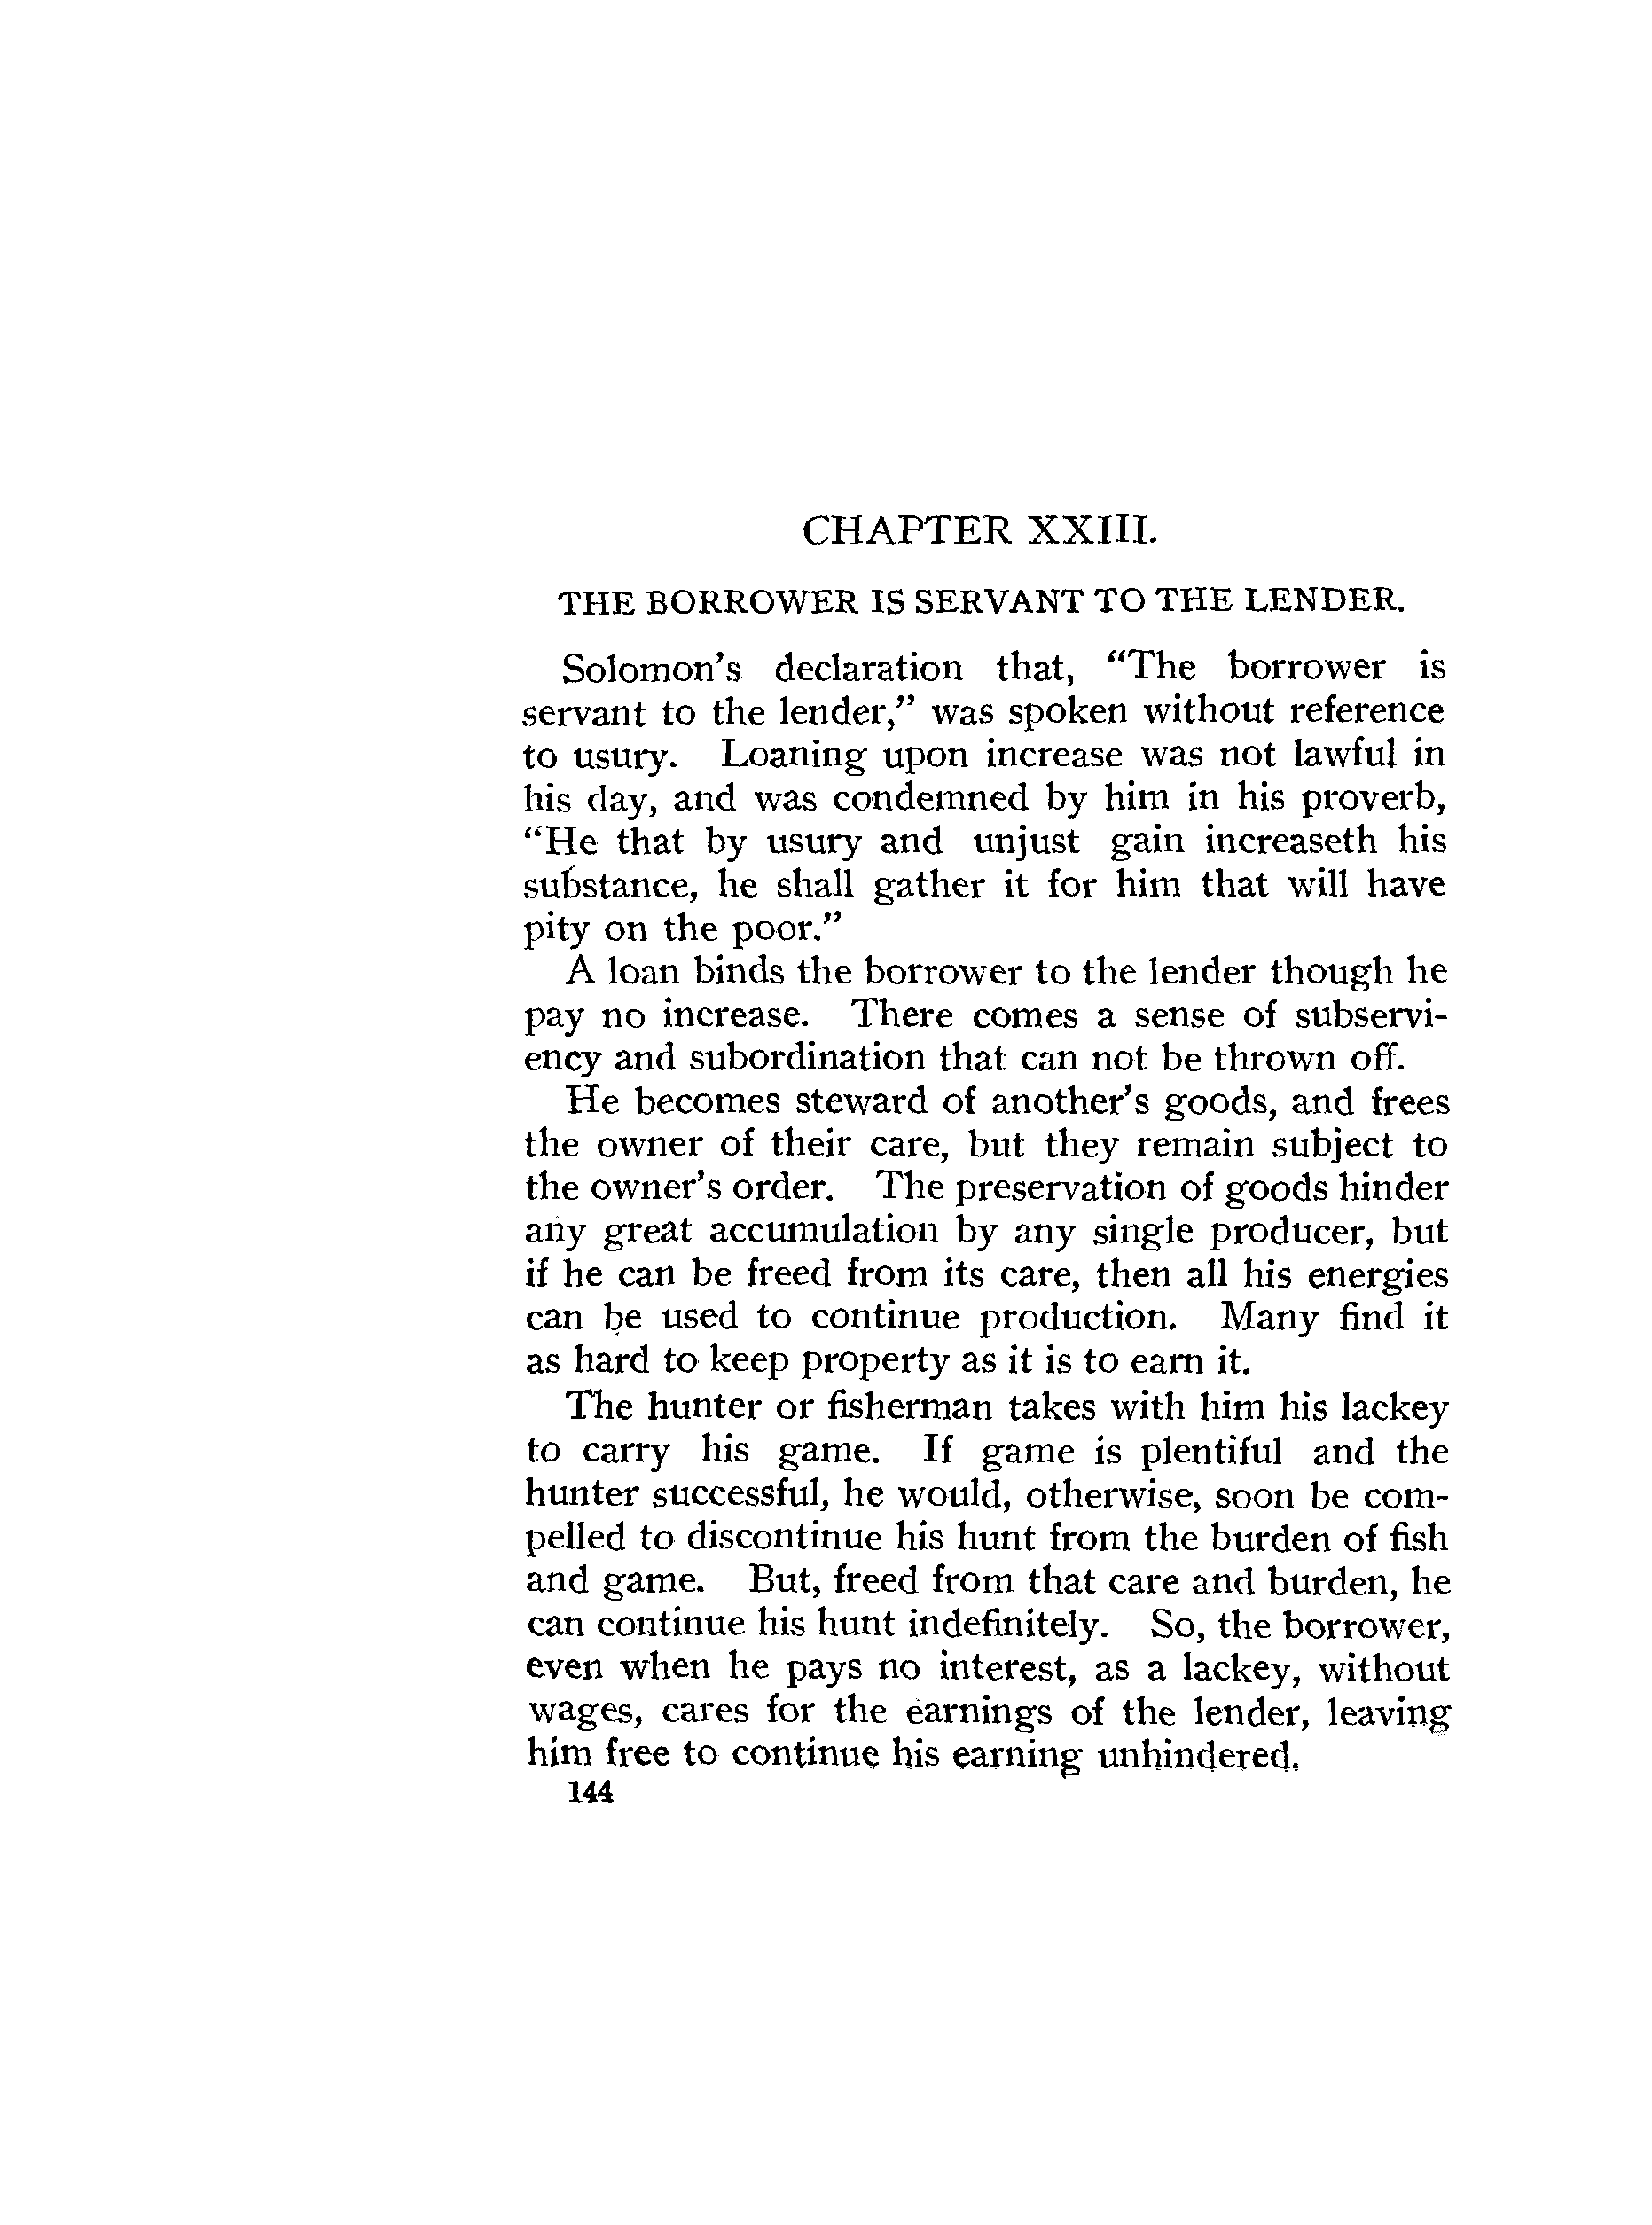 CHAPTER XXIII.
THE BORROWER IS SERVANT TO THE LENDER.
Solomon's declaration that, "The borrower is
servant to the lender," was spoken without reference
to usury. Loaning upon increase was not lawful in
his day, and was condemned by him in his proverb,
"He that by usury and unjust gain increaseth his
substance, he shall gather it for him that will have
pity on the poor."
A loan binds the borrower to the lender though he
pay no increase. There comes a sense of subservi-
ency and subordination that can not be thrown off.
He becomes steward of another's goods, and frees
the owner of their care, but they remain subject to
the owner's order. The preservation of goods hinder
any great accumulation by any single producer, but
if he can be freed from its care, then all his energies
can be used to continue production. Many find it
as hard to keep property as it is to earn it.
The hunter or fisherman takes with him his lackey
to carry his game. If game is plentiful and the
hunter successful, he would, otherwise, soon be com-
pelled to discontinue his hunt from the burden of fish
and game. But, freed from that care and burden, he
can continue his hunt indefinitely. So, the borrower,
even when he pays no interest, as a lackey, without
wages, cares for the earnings of the lender, leaving
him free to continue his earning unhindered.
144